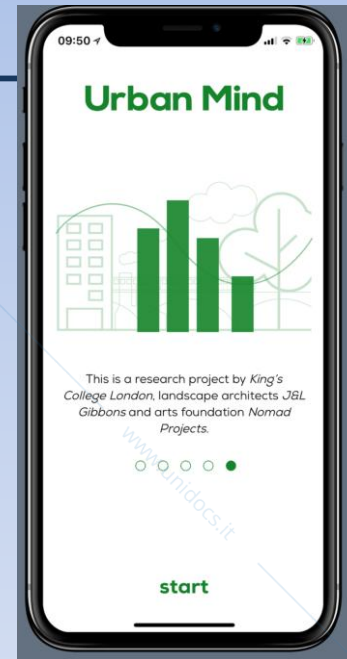 09:50
Urban Mind
This is a research project by King's
College London, landscape architects J&L
Gibbons and arts foundation Nomad
Projects.
www.unidocs.it
start